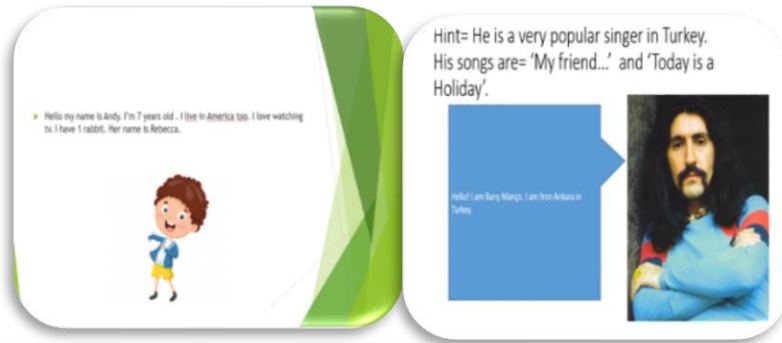 Hello my name is Andy. I'm 7 years old . I live in America too. I love watching
tv. I have 1 rabbit. Her name is Rebecca.
Hint= He is a very popular singer in Turkey.
His songs are= 'My friend...' and 'Today is a
Holiday'.
Hello! I am Barış Manço. I am fron Ankara in
Turkey.